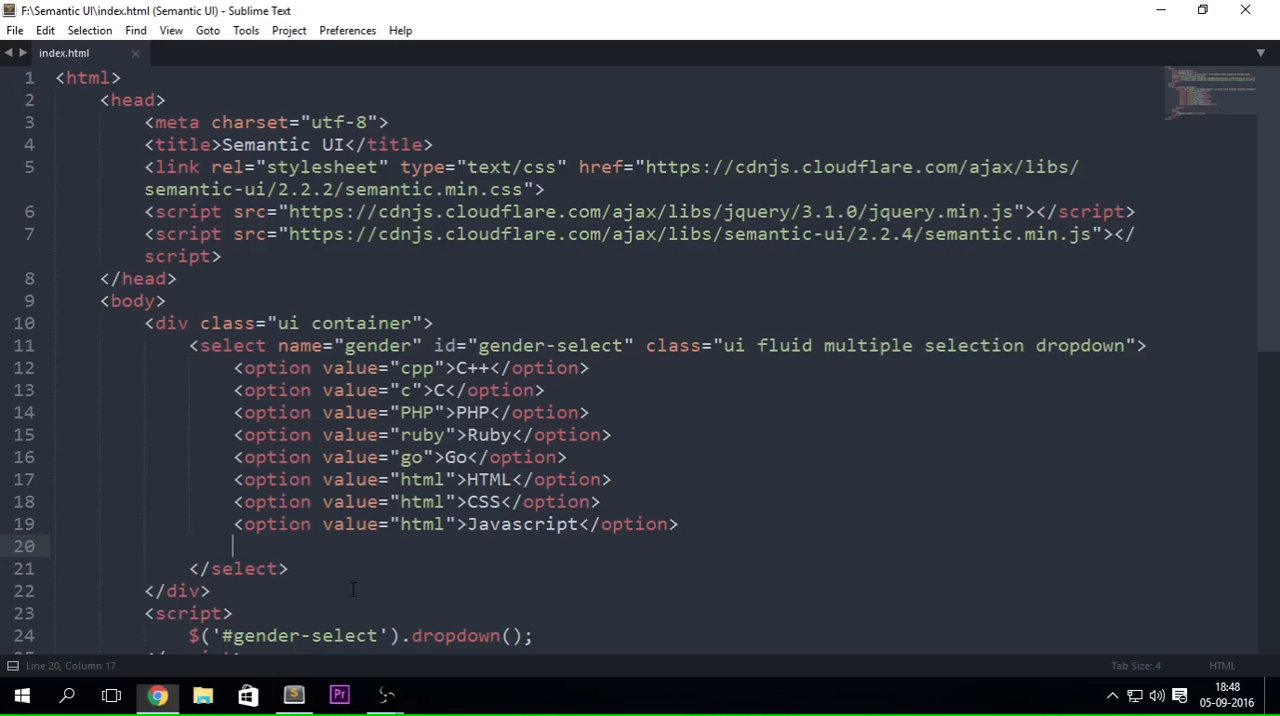 F:\Semantic UI\index.html (Semantic UI) - Sublime Text
File Edit Selection Find View Goto Tools Project Preferences Help
index.html
1 <html>
2 <head>
3 <meta charset="utf-8">
4 <title>Semantic UI</title>
5 <link rel="stylesheet" type="text/css" href="https://cdnjs.cloudflare.com/ajax/libs/
semantic-ui/2.2.2/semantic.min.css">
6 <script src="https://cdnjs.cloudflare.com/ajax/libs/jquery/3.1.0/jquery.min.js"></script>
7 <script src="https://cdnjs.cloudflare.com/ajax/libs/semantic-ui/2.2.4/semantic.min.js"></
script>
8 </head>
9 <body>
10 <div class="ui container">
11 <select name="gender" id="gender-select" class="ui fluid multiple selection dropdown">
12 <option value="cpp">C++</option>
13 <option value="c">C</option>
14 <option value="PHP">PHP</option>
15 <option value="ruby">Ruby</option>
16 <option value="go">Go</option>
17 <option value="html">HTML</option>
18 <option value="html">CSS</option>
19 <option value="html">Javascript</option>
20
21 </select>
22 </div>
23 <script>
24 $('#gender-select').dropdown();
Line 20, Column 17 Tab Size: 4 HTML
18:48
05-09-2016